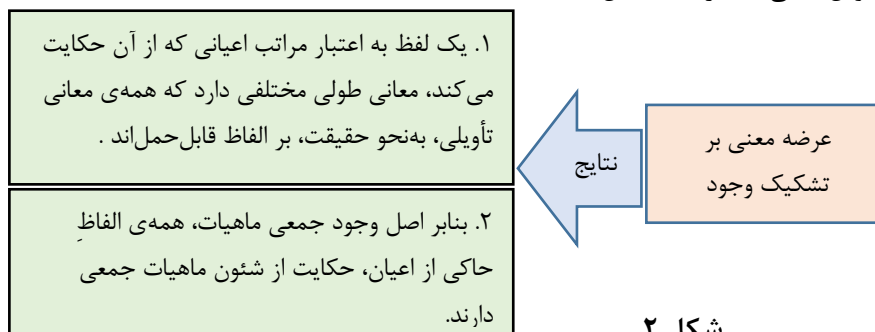 ۱. یک لفظ به اعتبار مراتب اعیانی که از آن حکایت
می‌کند، معانی طولی مختلفی دارد که همه‌ی معانی
تأویلی، به‌نحو حقیقت، بر الفاظ قابل‌حمل‌اند .
عرضه معنی بر
تشکیک وجود
نتایج
۲. بنابر اصل وجود جمعی ماهیات، همه‌ی الفاظِ
حاکی از اعیان، حکایت از شئون ماهیات جمعی
دارند.
شکل ۲